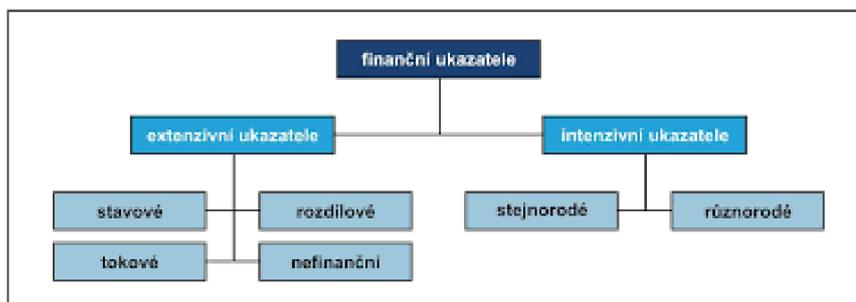 finanční ukazatele
extenzivní ukazatele
intenzivní ukazatele
stavové
rozdílové
stejnorodé
různorodé
tokové
nefinanční